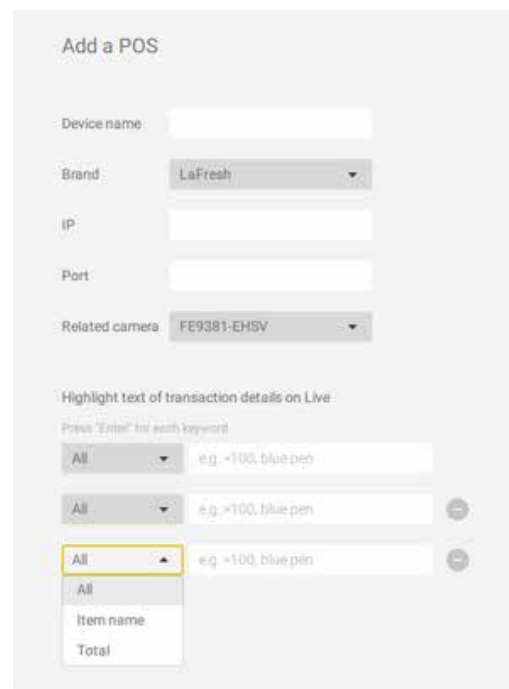 Add a POS
Device name
Brand LaFresh
IP
Port
Related camera FE9381-EHSV
Highlight text of transaction details on Live
Press "Enter" for each keyword
All e.g. >100, blue pen
All e.g. >100, blue pen
All e.g. >100, blue pen
All
Item name
Total